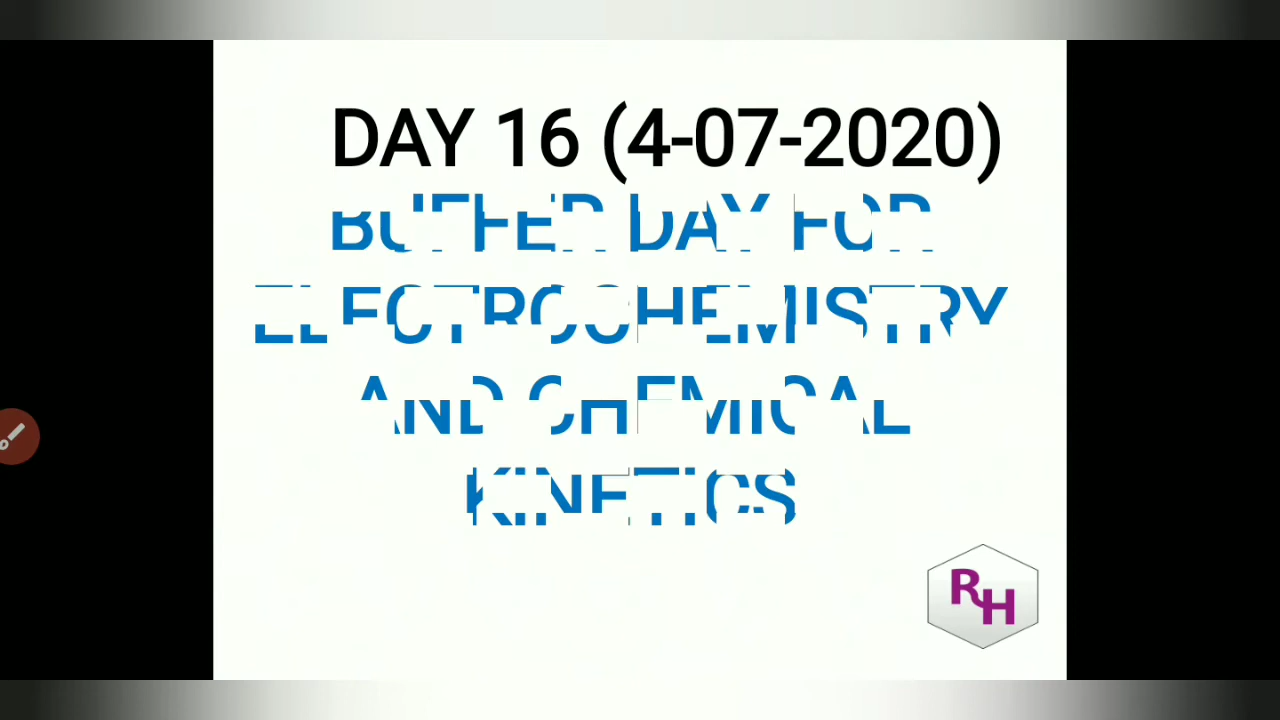 DAY 16 (4-07-2020)
BUFFER DAY FOR
ELECTROCHEMISTRY
AND CHEMICAL
KINETICS
RH